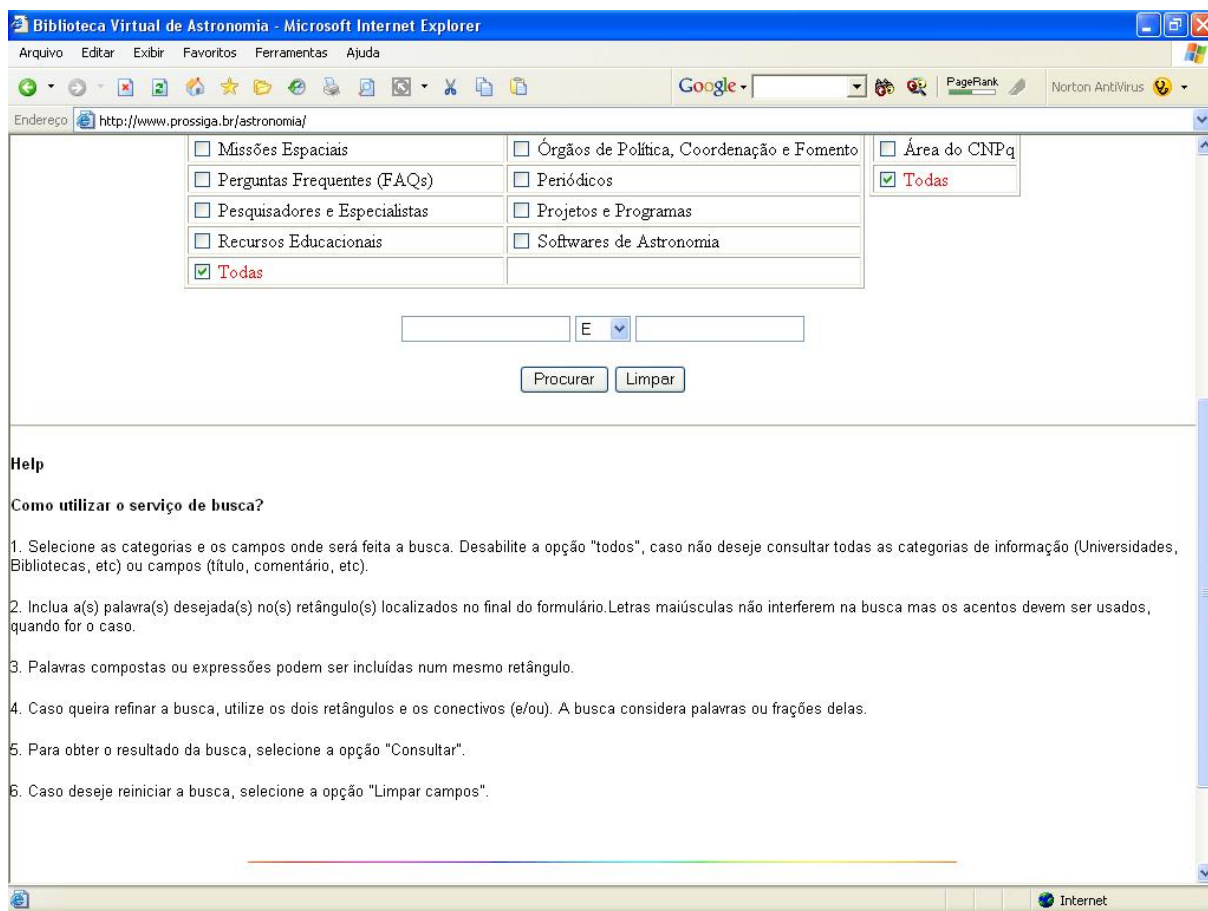 Biblioteca Virtual de Astronomia - Microsoft Internet Explorer
Arquivo Editar Exibir Favoritos Ferramentas Ajuda
Google PageRank Norton AntiVirus
Endereço http://www.prossiga.br/astronomia/
Missões Espaciais Órgãos de Política, Coordenação e Fomento Área do CNPq
Perguntas Frequentes (FAQs) Periódicos Todas
Pesquisadores e Especialistas Projetos e Programas
Recursos Educacionais Softwares de Astronomia
Todas
E
Procurar Limpar
Help
Como utilizar o serviço de busca?
1. Selecione as categorias e os campos onde será feita a busca. Desabilite a opção "todos", caso não deseje consultar todas as categorias de informação (Universidades,
Bibliotecas, etc) ou campos (título, comentário, etc).
2. Inclua a(s) palavra(s) desejada(s) no(s) retângulo(s) localizados no final do formulário.Letras maiúsculas não interferem na busca mas os acentos devem ser usados,
quando for o caso.
3. Palavras compostas ou expressões podem ser incluídas num mesmo retângulo.
4. Caso queira refinar a busca, utilize os dois retângulos e os conectivos (e/ou). A busca considera palavras ou frações delas.
5. Para obter o resultado da busca, selecione a opção "Consultar".
6. Caso deseje reiniciar a busca, selecione a opção "Limpar campos".
Internet